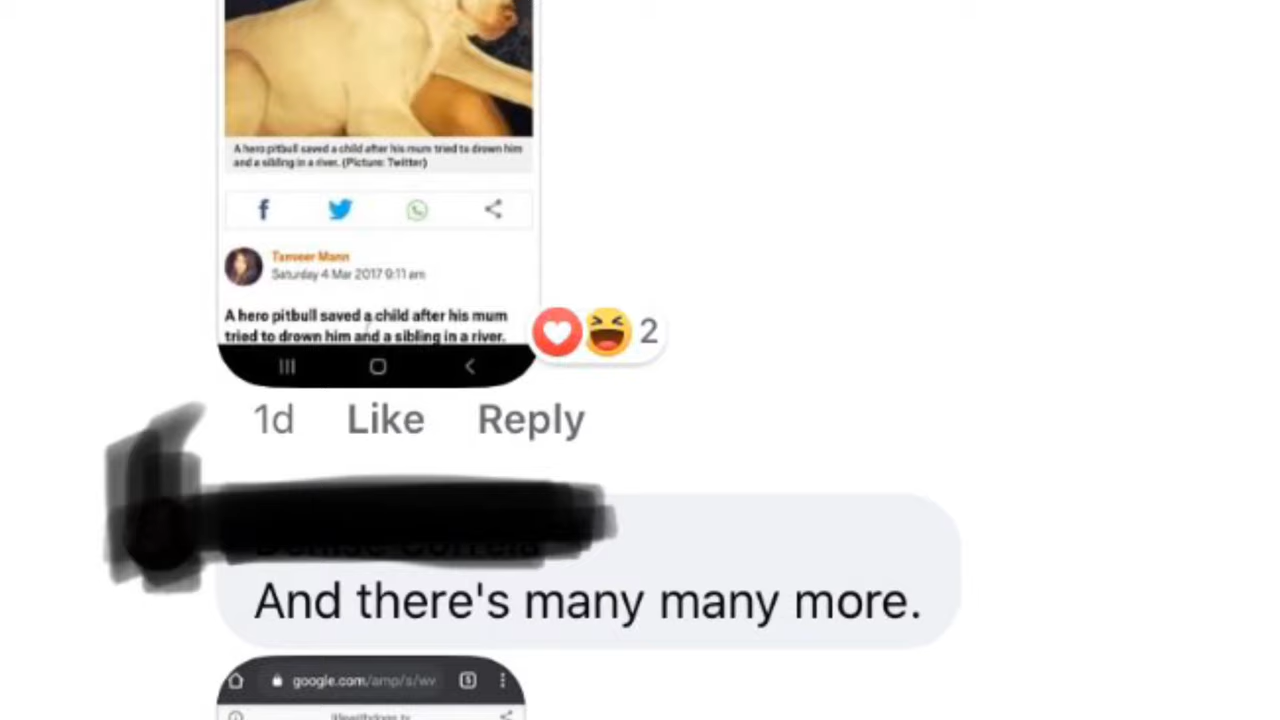 A hero pitbull saved a child after his mum tried to drown him
and a sibling in a river. (Picture: Twitter)
Tanveer Mann
Saturday 4 Mar 2017 9:11 am
A hero pitbull saved a child after his mum
tried to drown him and a sibling in a river.
2
1d Like Reply
And there's many many more.
google.com/amp/s/wv
5